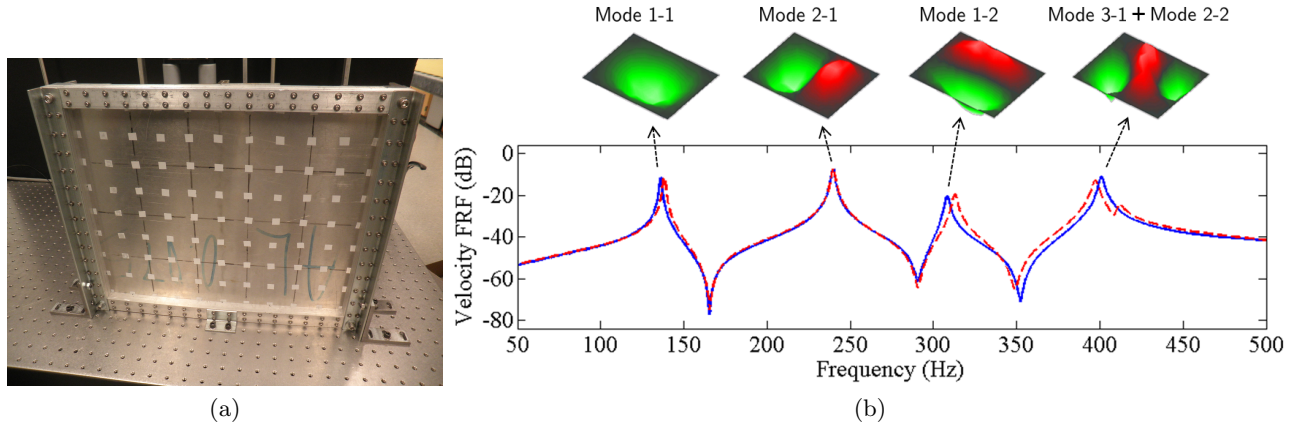 Mode 1-1
Mode 2-1
Mode 1-2
Mode 3-1 + Mode 2-2
Velocity FRF (dB)
0
-20
-40
-60
-80
50
100
150
200
250
300
350
400
450
500
Frequency (Hz)
(a)
(b)